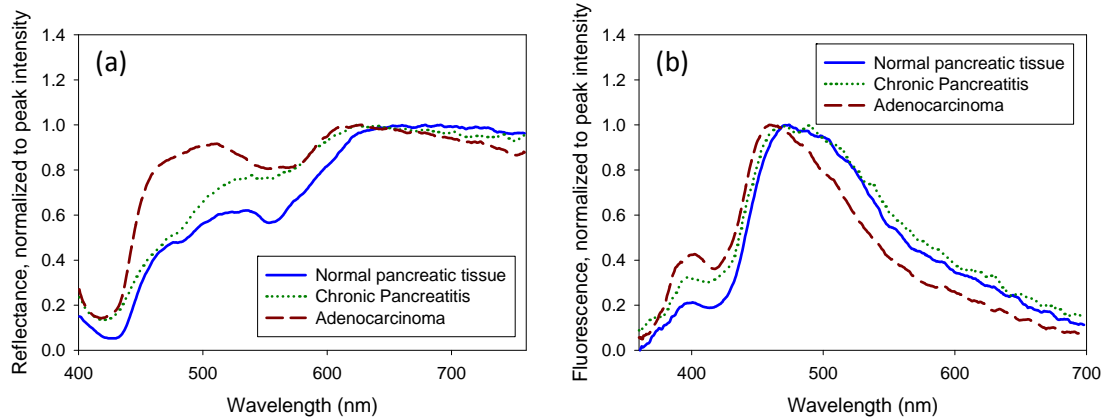 (a)
Reflectance, normalized to peak intensity
1.4
1.2
1.0
0.8
0.6
0.4
0.2
0.0
400 500 600 700
Wavelength (nm)
Normal pancreatic tissue
Chronic Pancreatitis
Adenocarcinoma
(b)
Fluorescence, normalized to peak intensity
1.4
1.2
1.0
0.8
0.6
0.4
0.2
0.0
400 500 600 700
Wavelength (nm)
Normal pancreatic tissue
Chronic Pancreatitis
Adenocarcinoma